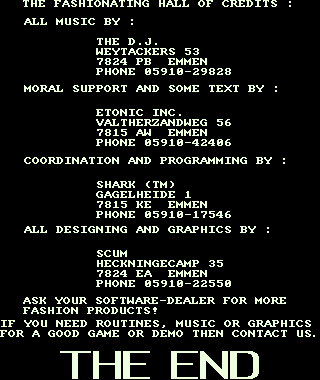 THE FASHIONATING HALL OF CREDITS :
ALL MUSIC BY :
THE D.J.
WEYTACKERS 53
7824 PB EMMEN
PHONE 05910-29828
MORAL SUPPORT AND SOME TEXT BY :
ETONIC INC.
VALTHERZANDWEG 56
7815 AW EMMEN
PHONE 05910-42406
COORDINATION AND PROGRAMMING BY :
SHARK (TM)
GAGELHEIDE 1
7815 KE EMMEN
PHONE 05910-17546
ALL DESIGNING AND GRAPHICS BY :
SCUM
HECKNINGECAMP 35
7824 EA EMMEN
PHONE 05910-22550
ASK YOUR SOFTWARE-DEALER FOR MORE
FASHION PRODUCTS!
IF YOU NEED ROUTINES, MUSIC OR GRAPHICS
FOR A GOOD GAME OR DEMO THEN CONTACT US.
THE END